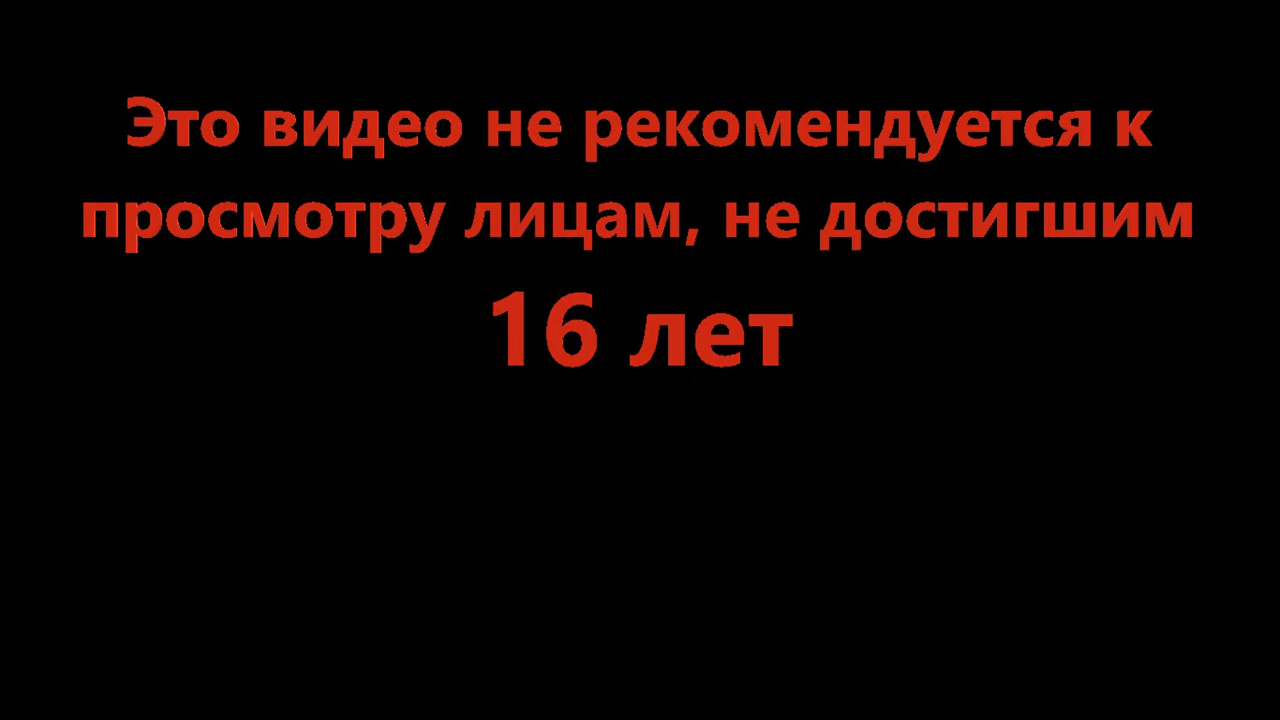 Это видео не рекомендуется к
просмотру лицам, не достигшим
16 лет